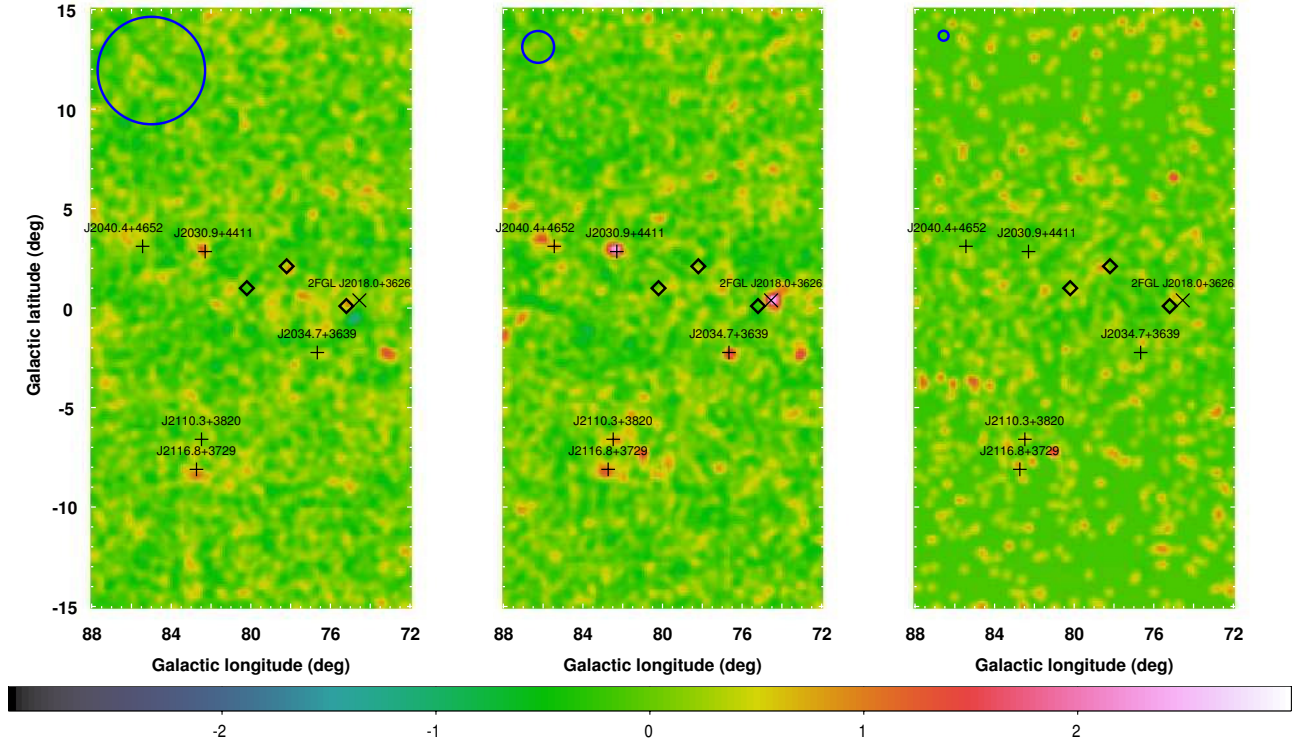 15
10
5
0
-5
-10
-15
Galactic latitude (deg)
J2040.4+4652
J2030.9+4411
2FGL J2018.0+3626
J2034.7+3639
J2110.3+3820
J2116.8+3729
88 84 80 76 72
Galactic longitude (deg)
J2040.4+4652
J2030.9+4411
2FGL J2018.0+3626
J2034.7+3639
J2110.3+3820
J2116.8+3729
88 84 80 76 72
Galactic longitude (deg)
J2040.4+4652
J2030.9+4411
2FGL J2018.0+3626
J2034.7+3639
J2110.3+3820
J2116.8+3729
88 84 80 76 72
Galactic longitude (deg)
-2 -1 0 1 2